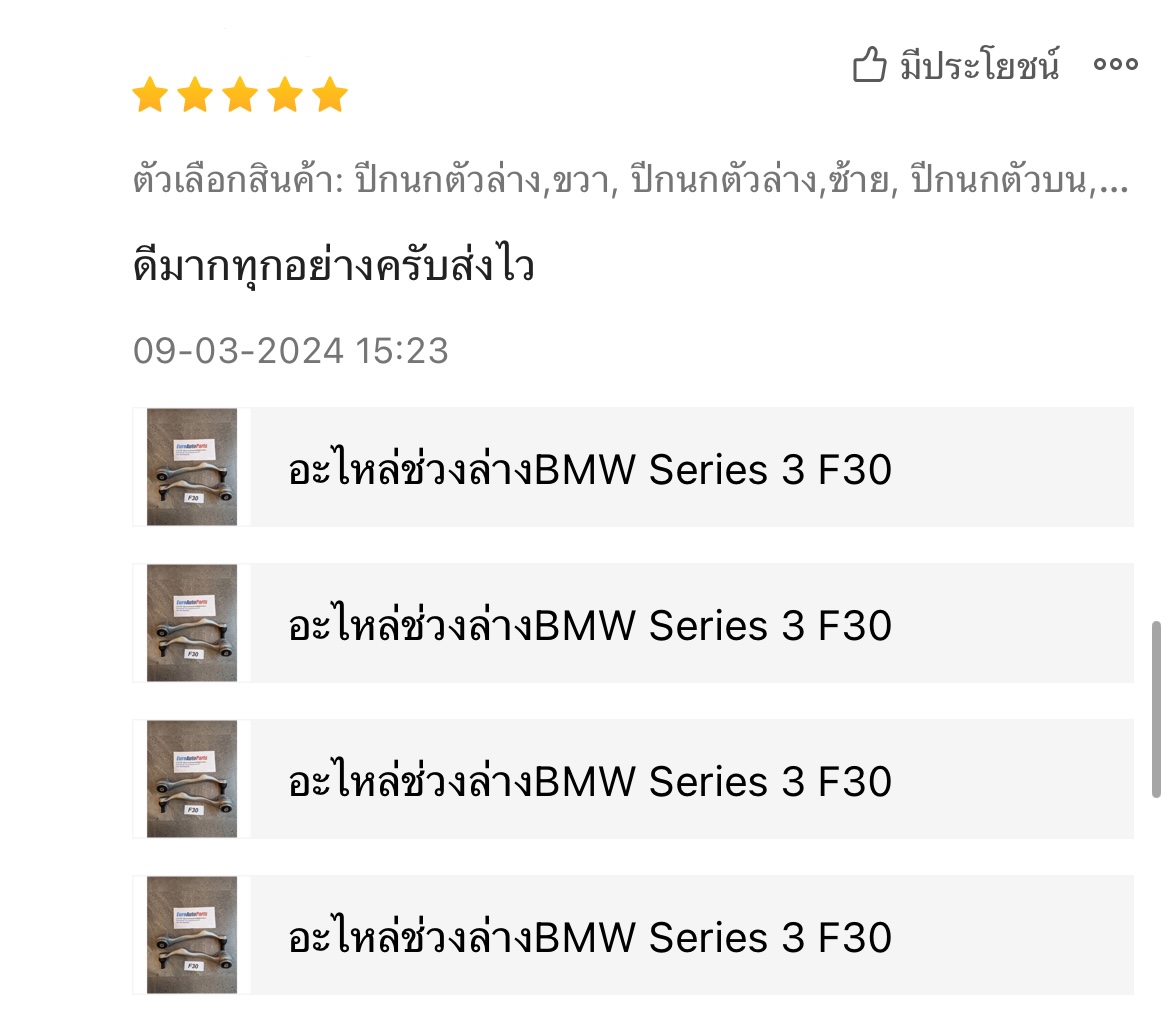 มีประโยชน์
ตัวเลือกสินค้า: ปีกนกตัวล่าง,ขวา, ปีกนกตัวล่าง,ซ้าย, ปีกนกตัวบน,...
ดีมากทุกอย่างครับส่งไว
09-03-2024 15:23
EuroAutoParts
F30
อะไหล่ช่วงล่างBMW Series 3 F30
EuroAutoParts
F30
อะไหล่ช่วงล่างBMW Series 3 F30
EuroAutoParts
F30
อะไหล่ช่วงล่างBMW Series 3 F30
EuroAutoParts
F30
อะไหล่ช่วงล่างBMW Series 3 F30